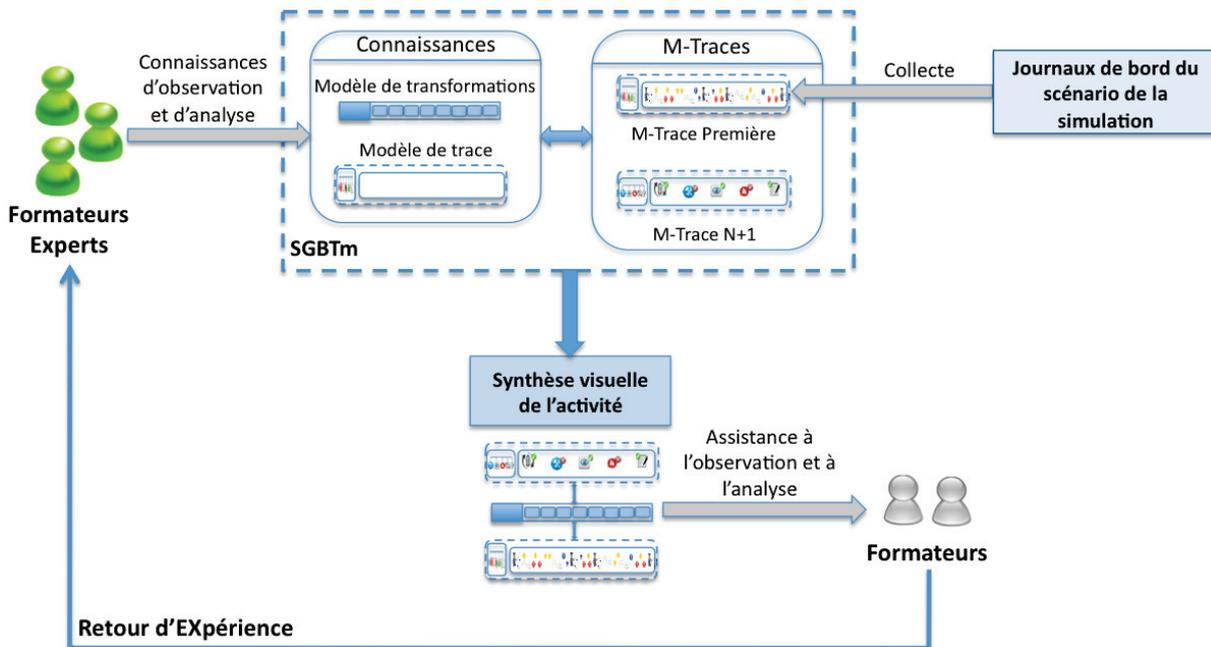 Connaissances
d'observation
et d'analyse
Formateurs
Experts
Connaissances
Modèle de transformations
Modèle de trace
SGBTm
M-Traces
M-Trace Première
M-Trace N+1
Collecte
Journaux de bord du
scénario de la
simulation
Synthèse visuelle
de l'activité
Assistance à
l'observation et à
l'analyse
Formateurs
Retour d'EXpérience